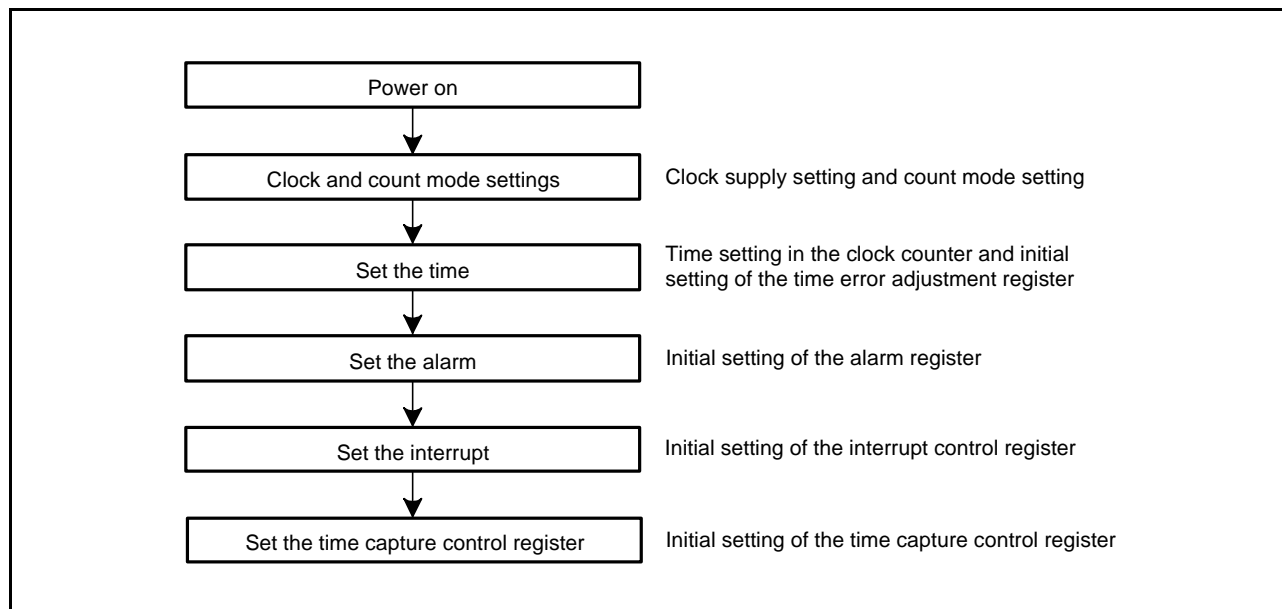 Power on
Clock and count mode settings
Clock supply setting and count mode setting
Set the time
Time setting in the clock counter and initial
setting of the time error adjustment register
Set the alarm
Initial setting of the alarm register
Set the interrupt
Initial setting of the interrupt control register
Set the time capture control register
Initial setting of the time capture control register